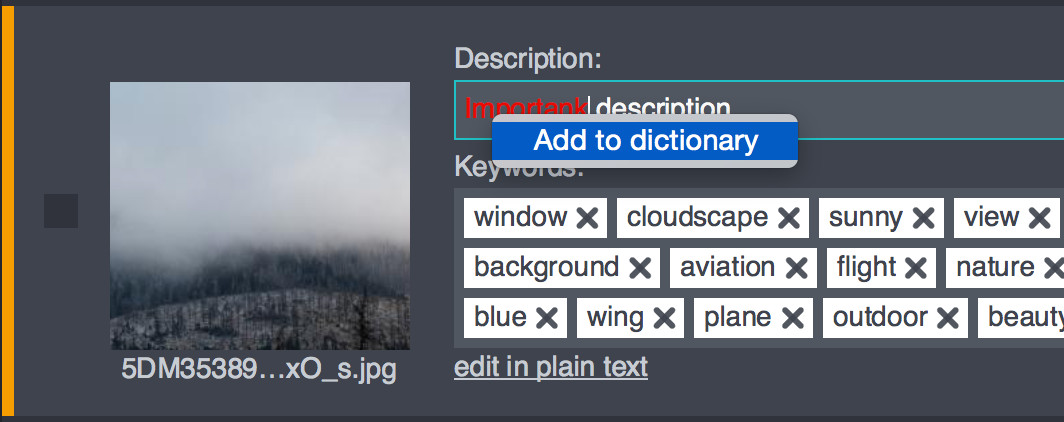 Description:
Importank description
Add to dictionary
Keywords:
window cloudscape sunny view
background aviation flight nature
blue wing plane outdoor beauty
edit in plain text
5DM35389...xO_s.jpg